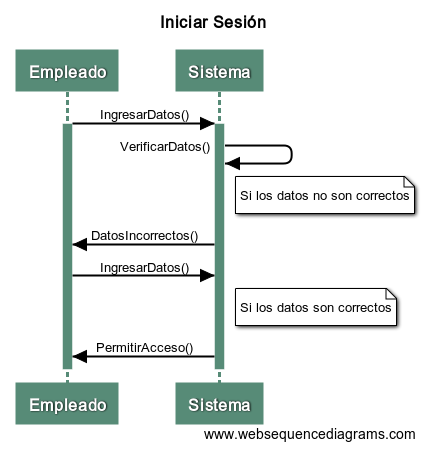 Iniciar Sesión
Empleado
Sistema
IngresarDatos()
VerificarDatos()
Si los datos no son correctos
DatosIncorrectos()
IngresarDatos()
Si los datos son correctos
PermitirAcceso()
Empleado
Sistema
www.websequencediagrams.com